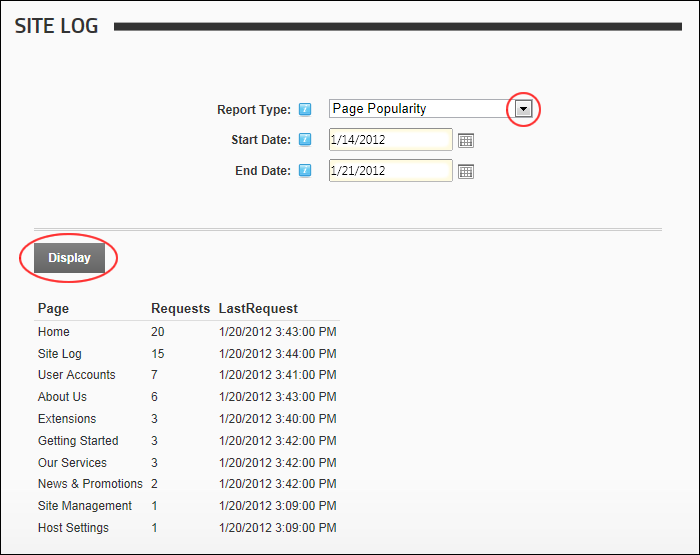 SITE LOG
Report Type: Page Popularity
Start Date: 1/14/2012
End Date: 1/21/2012
Display
Page Requests LastRequest
Home 20 1/20/2012 3:43:00 PM
Site Log 15 1/20/2012 3:44:00 PM
User Accounts 7 1/20/2012 3:41:00 PM
About Us 6 1/20/2012 3:43:00 PM
Extensions 3 1/20/2012 3:40:00 PM
Getting Started 3 1/20/2012 3:42:00 PM
Our Services 3 1/20/2012 3:42:00 PM
News & Promotions 2 1/20/2012 3:42:00 PM
Site Management 1 1/20/2012 3:09:00 PM
Host Settings 1 1/20/2012 3:09:00 PM